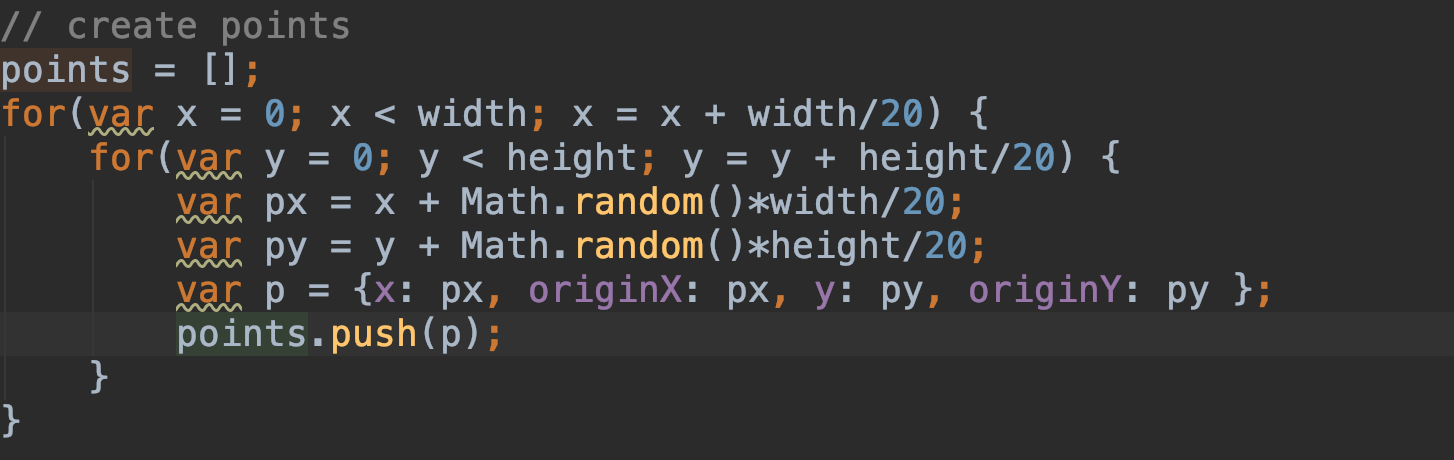 // create points
points = [];
for(var x = 0; x < width; x = x + width/20) {
    for(var y = 0; y < height; y = y + height/20) {
        var px = x + Math.random()*width/20;
        var py = y + Math.random()*height/20;
        var p = {x: px, originX: px, y: py, originY: py };
        points.push(p);
    }
}